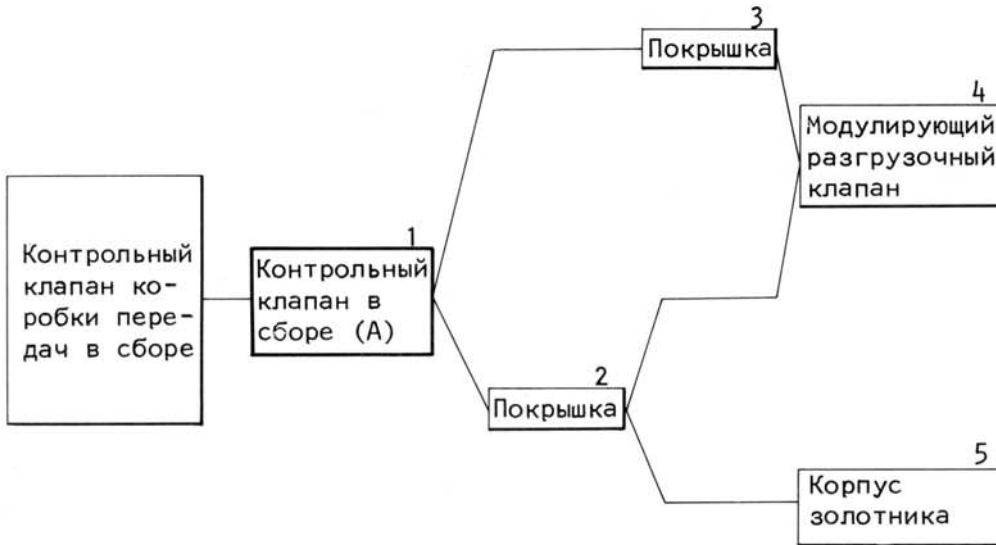 3
Покрышка
4
Модулирующий
разгрузочный
клапан
Контрольный
клапан ко-
робки пере-
дач в сборе
1
Контрольный
клапан в
сборе (А)
2
Покрышка
5
Корпус
золотника